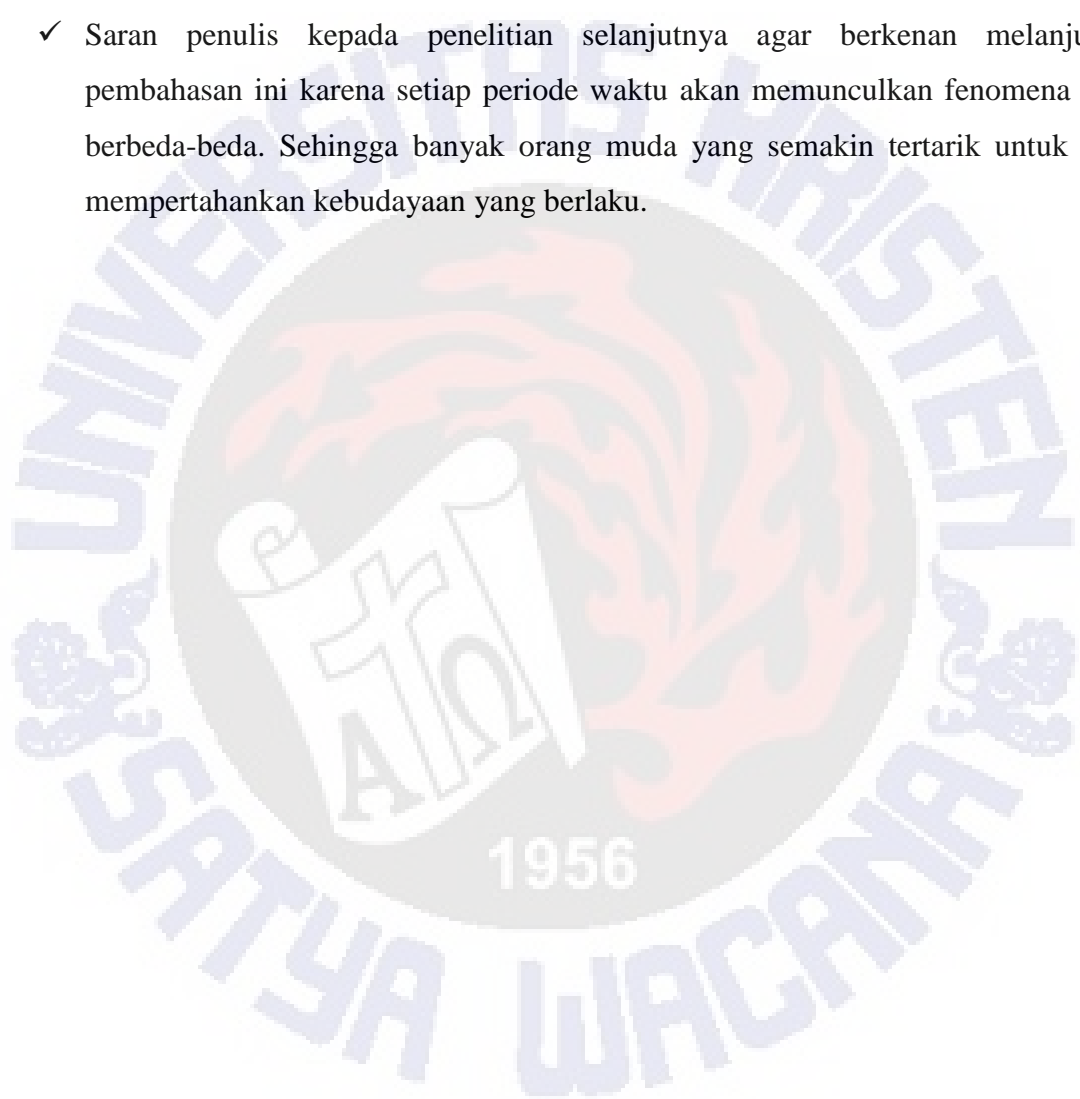 ✓ Saran penulis kepada penelitian selanjutnya agar berkenan melanju
pembahasan ini karena setiap periode waktu akan memunculkan fenomena
berbeda-beda. Sehingga banyak orang muda yang semakin tertarik untuk
mempertahankan kebudayaan yang berlaku.
UNIVERSITAS KRISTEN
Α Ω
1956
SATYA WACANA